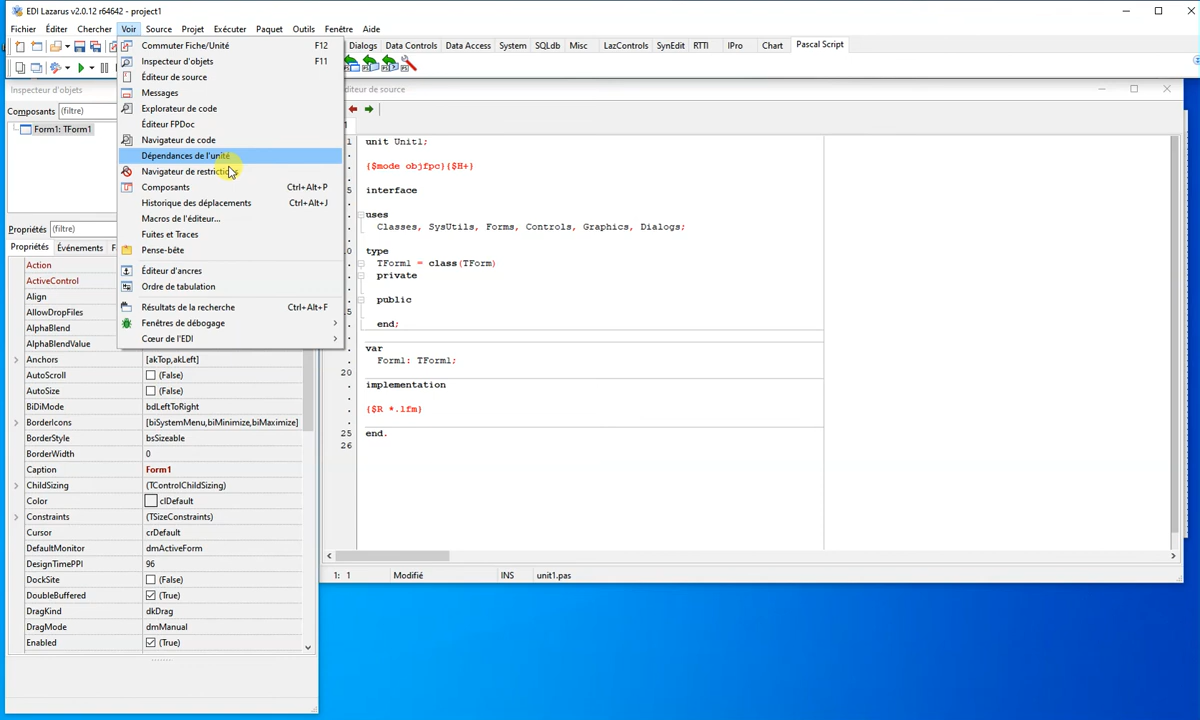 EDI Lazarus v2.0.12 r64642 - project1
Fichier Éditer Chercher Voir Source Projet Exécuter Paquet Outils Fenêtre Aide
Dialogs Data Controls Data Access System SQLdb Misc LazControls SynEdit RTTI IPro Chart Pascal Script
Commuter Fiche/Unité F12
Inspecteur d'objets F11
Éditeur de source
Messages
Explorateur de code
Éditeur FPDoc
Navigateur de code
Dépendances de l'unité
Navigateur de restrictio
Composants Ctrl+Alt+P
Historique des déplacements Ctrl+Alt+J
Macros de l'éditeur...
Fuites et Traces
Pense-bête
Éditeur d'ancres
Ordre de tabulation
Résultats de la recherche Ctrl+Alt+F
Fenêtres de débogage
Cœur de l'EDI
Inspecteur d'objets
Composants (filtre)
Form1: TForm1
Propriétés (filtre)
Propriétés Événements F
Action
ActiveControl
Align
AllowDropFiles
AlphaBlend
AlphaBlendValue
Anchors [akTop,akLeft]
AutoScroll (False)
AutoSize (False)
BiDiMode bdLeftToRight
BorderIcons [biSystemMenu,biMinimize,biMaximize]
BorderStyle bsSizeable
BorderWidth 0
Caption Form1
ChildSizing (TControlChildSizing)
Color clDefault
Constraints (TSizeConstraints)
Cursor crDefault
DefaultMonitor dmActiveForm
DesignTimePPI 96
DockSite (False)
DoubleBuffered (True)
DragKind dkDrag
DragMode dmManual
Enabled (True)
diteur de source
1
1 unit Unit1;
. {$mode objfpc}{$H+}
5 interface
. uses
. Classes, SysUtils, Forms, Controls, Graphics, Dialogs;
10 type
. TForm1 = class(TForm)
. private
. public
5
. end;
. var
. Form1: TForm1;
20
. implementation
. {$R *.lfm}
25 end.
26
1: 1 Modifié INS unit1.pas